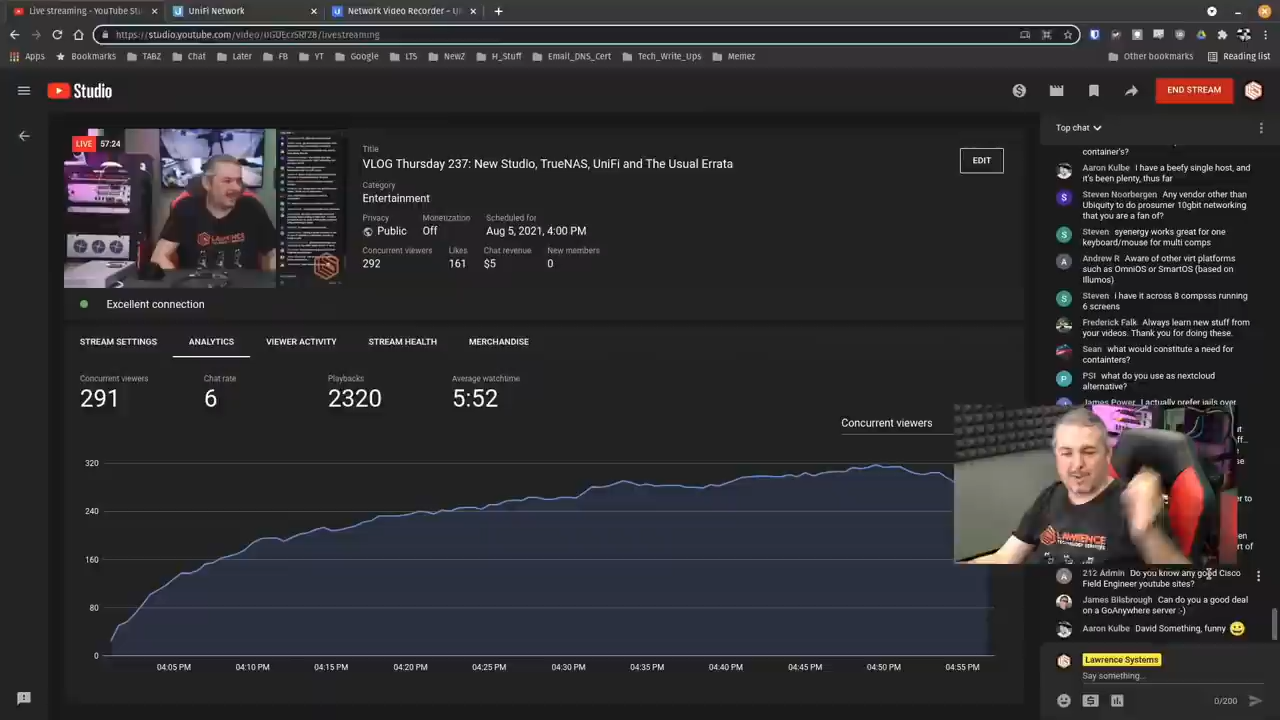 Live streaming - YouTube Stu
UniFi Network
Network Video Recorder - U
Apps
Bookmarks
TABZ
Chat
Later
FB
YT
Google
LTS
NewZ
H_Stuff
Email_DNS_Cert
Tech_Write_Ups
Memez
Other bookmarks
Reading list
Studio
END STREAM
LIVE 57:24
Title
VLOG Thursday 237: New Studio, TrueNAS, UniFi and The Usual Errata
EDIT
Category
Entertainment
Privacy
Monetization
Scheduled for
Public
Off
Aug 5, 2021, 4:00 PM
Concurrent viewers
Likes
Chat revenue
New members
292
161
$5
0
Excellent connection
STREAM SETTINGS
ANALYTICS
VIEWER ACTIVITY
STREAM HEALTH
MERCHANDISE
Concurrent viewers
Chat rate
Playbacks
Average watchtime
291
6
2320
5:52
Concurrent viewers
320
240
160
80
0
04:05 PM
04:10 PM
04:15 PM
04:20 PM
04:25 PM
04:30 PM
04:35 PM
04:40 PM
04:45 PM
04:50 PM
04:55 PM
Top chat
container's?
Aaron Kulbe I have a beefy single host, and
it's been plenty, thus far
Steven Noorbergen Any vendor other than
Ubiquity to do prosumer 10gbit networking
that you are a fan of?
Steven syenergy works great for one
keyboard/mouse for multi comps
Andrew R Aware of other virt platforms
such as OmniOS or SmartOS (based on
Illumos)
Steven i have it across 8 compsss running
6 screens
Frederick Falk Always learn new stuff from
your videos. Thank you for doing these.
Sean what would constitute a need for
containters?
PSI what do you use as nextcloud
alternative?
James Power I actually prefer jails over
LAWRENCE
212 Admin Do you know any good Cisco
Field Engineer youtube sites?
James Bilsbrough Can do you a good deal
on a GoAnywhere server :-)
Aaron Kulbe David Something, funny
Lawrence Systems
Say something...
0/200